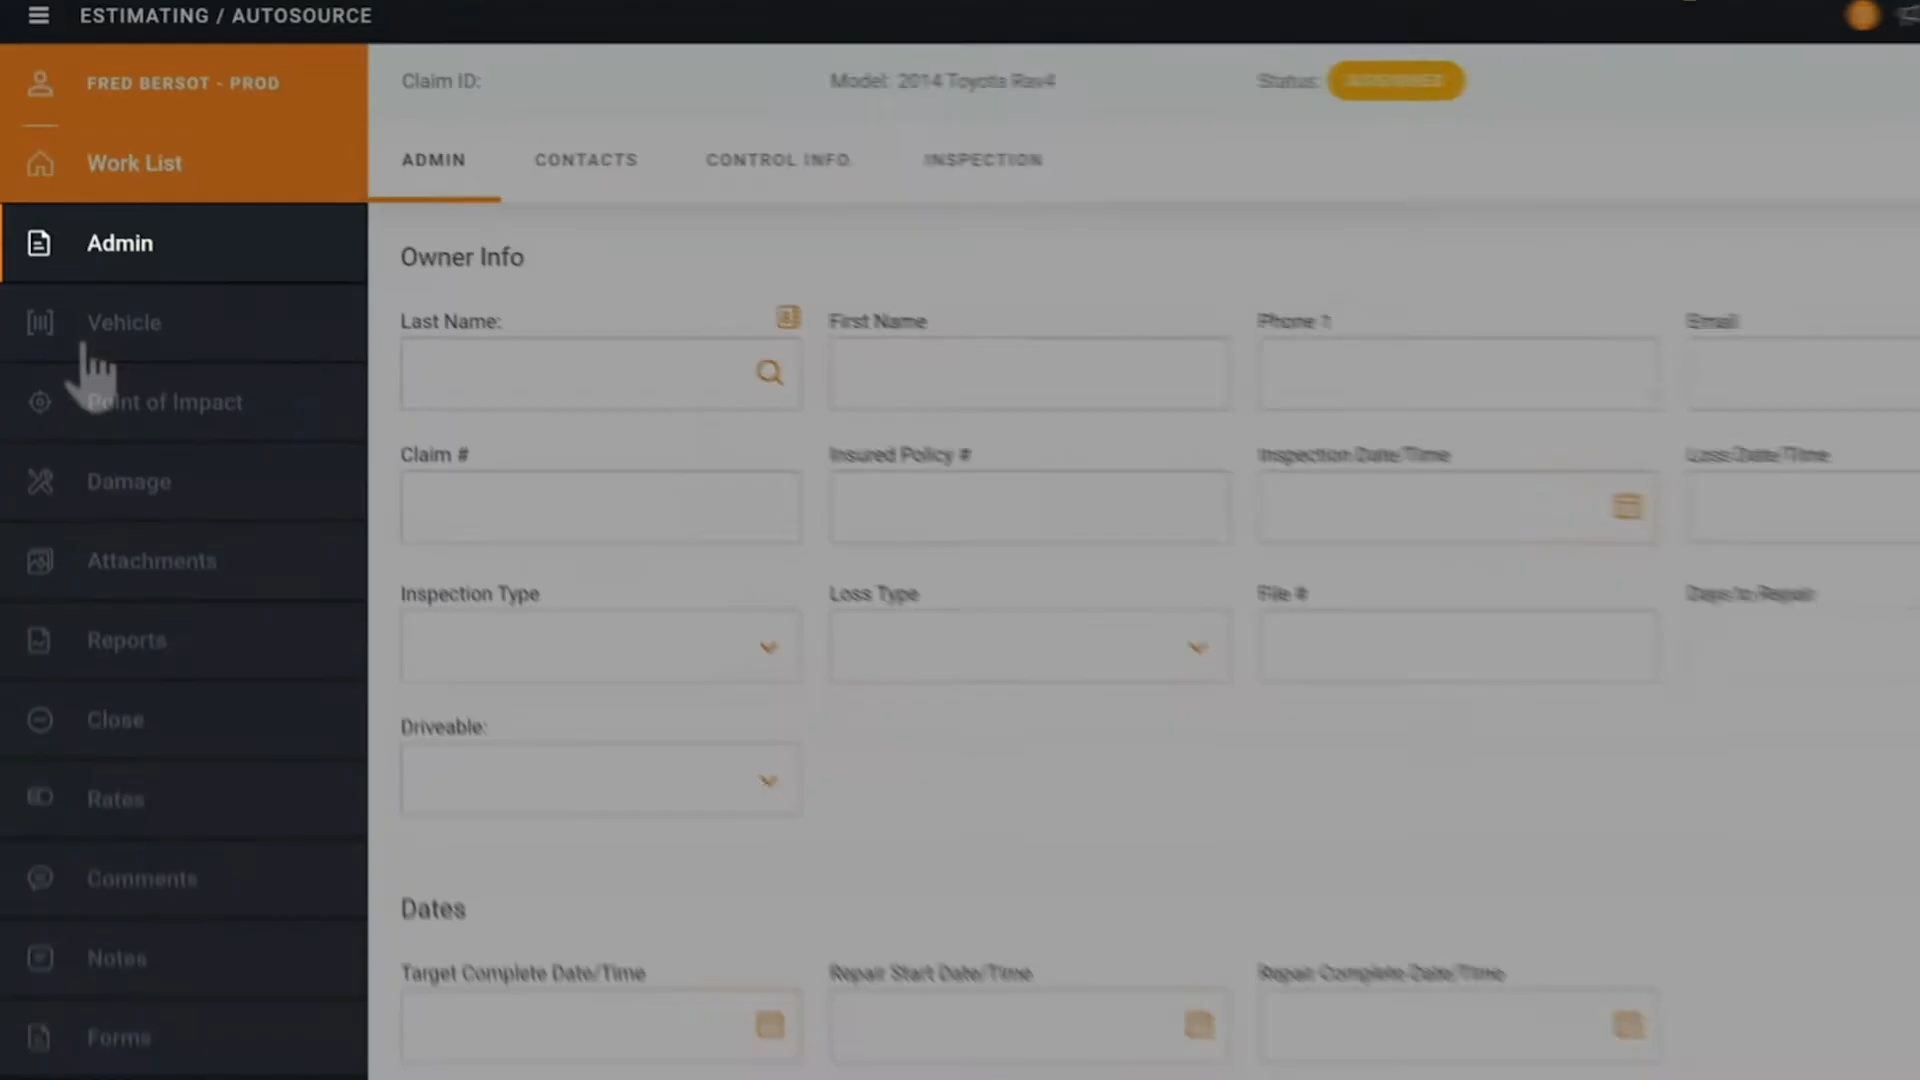 ESTIMATING / AUTOSOURCE
FRED BERSOT - PROD
Work List
Admin
Vehicle
Point of Impact
Damage
Attachments
Reports
Close
Rates
Comments
Notes
Forms
Claim ID:
Model: 2014 Toyota Rav4
Status:
ADMIN
CONTACTS
CONTROL INFO
INSPECTION
Owner Info
Last Name:
First Name
Phone 1
Email
Claim #
Insured Policy #
Inspection Date/Time
Loss Date/Time
Inspection Type
Loss Type
File #
Days to Repair
Driveable:
Dates
Target Complete Date/Time
Repair Start Date/Time
Repair Complete Date/Time